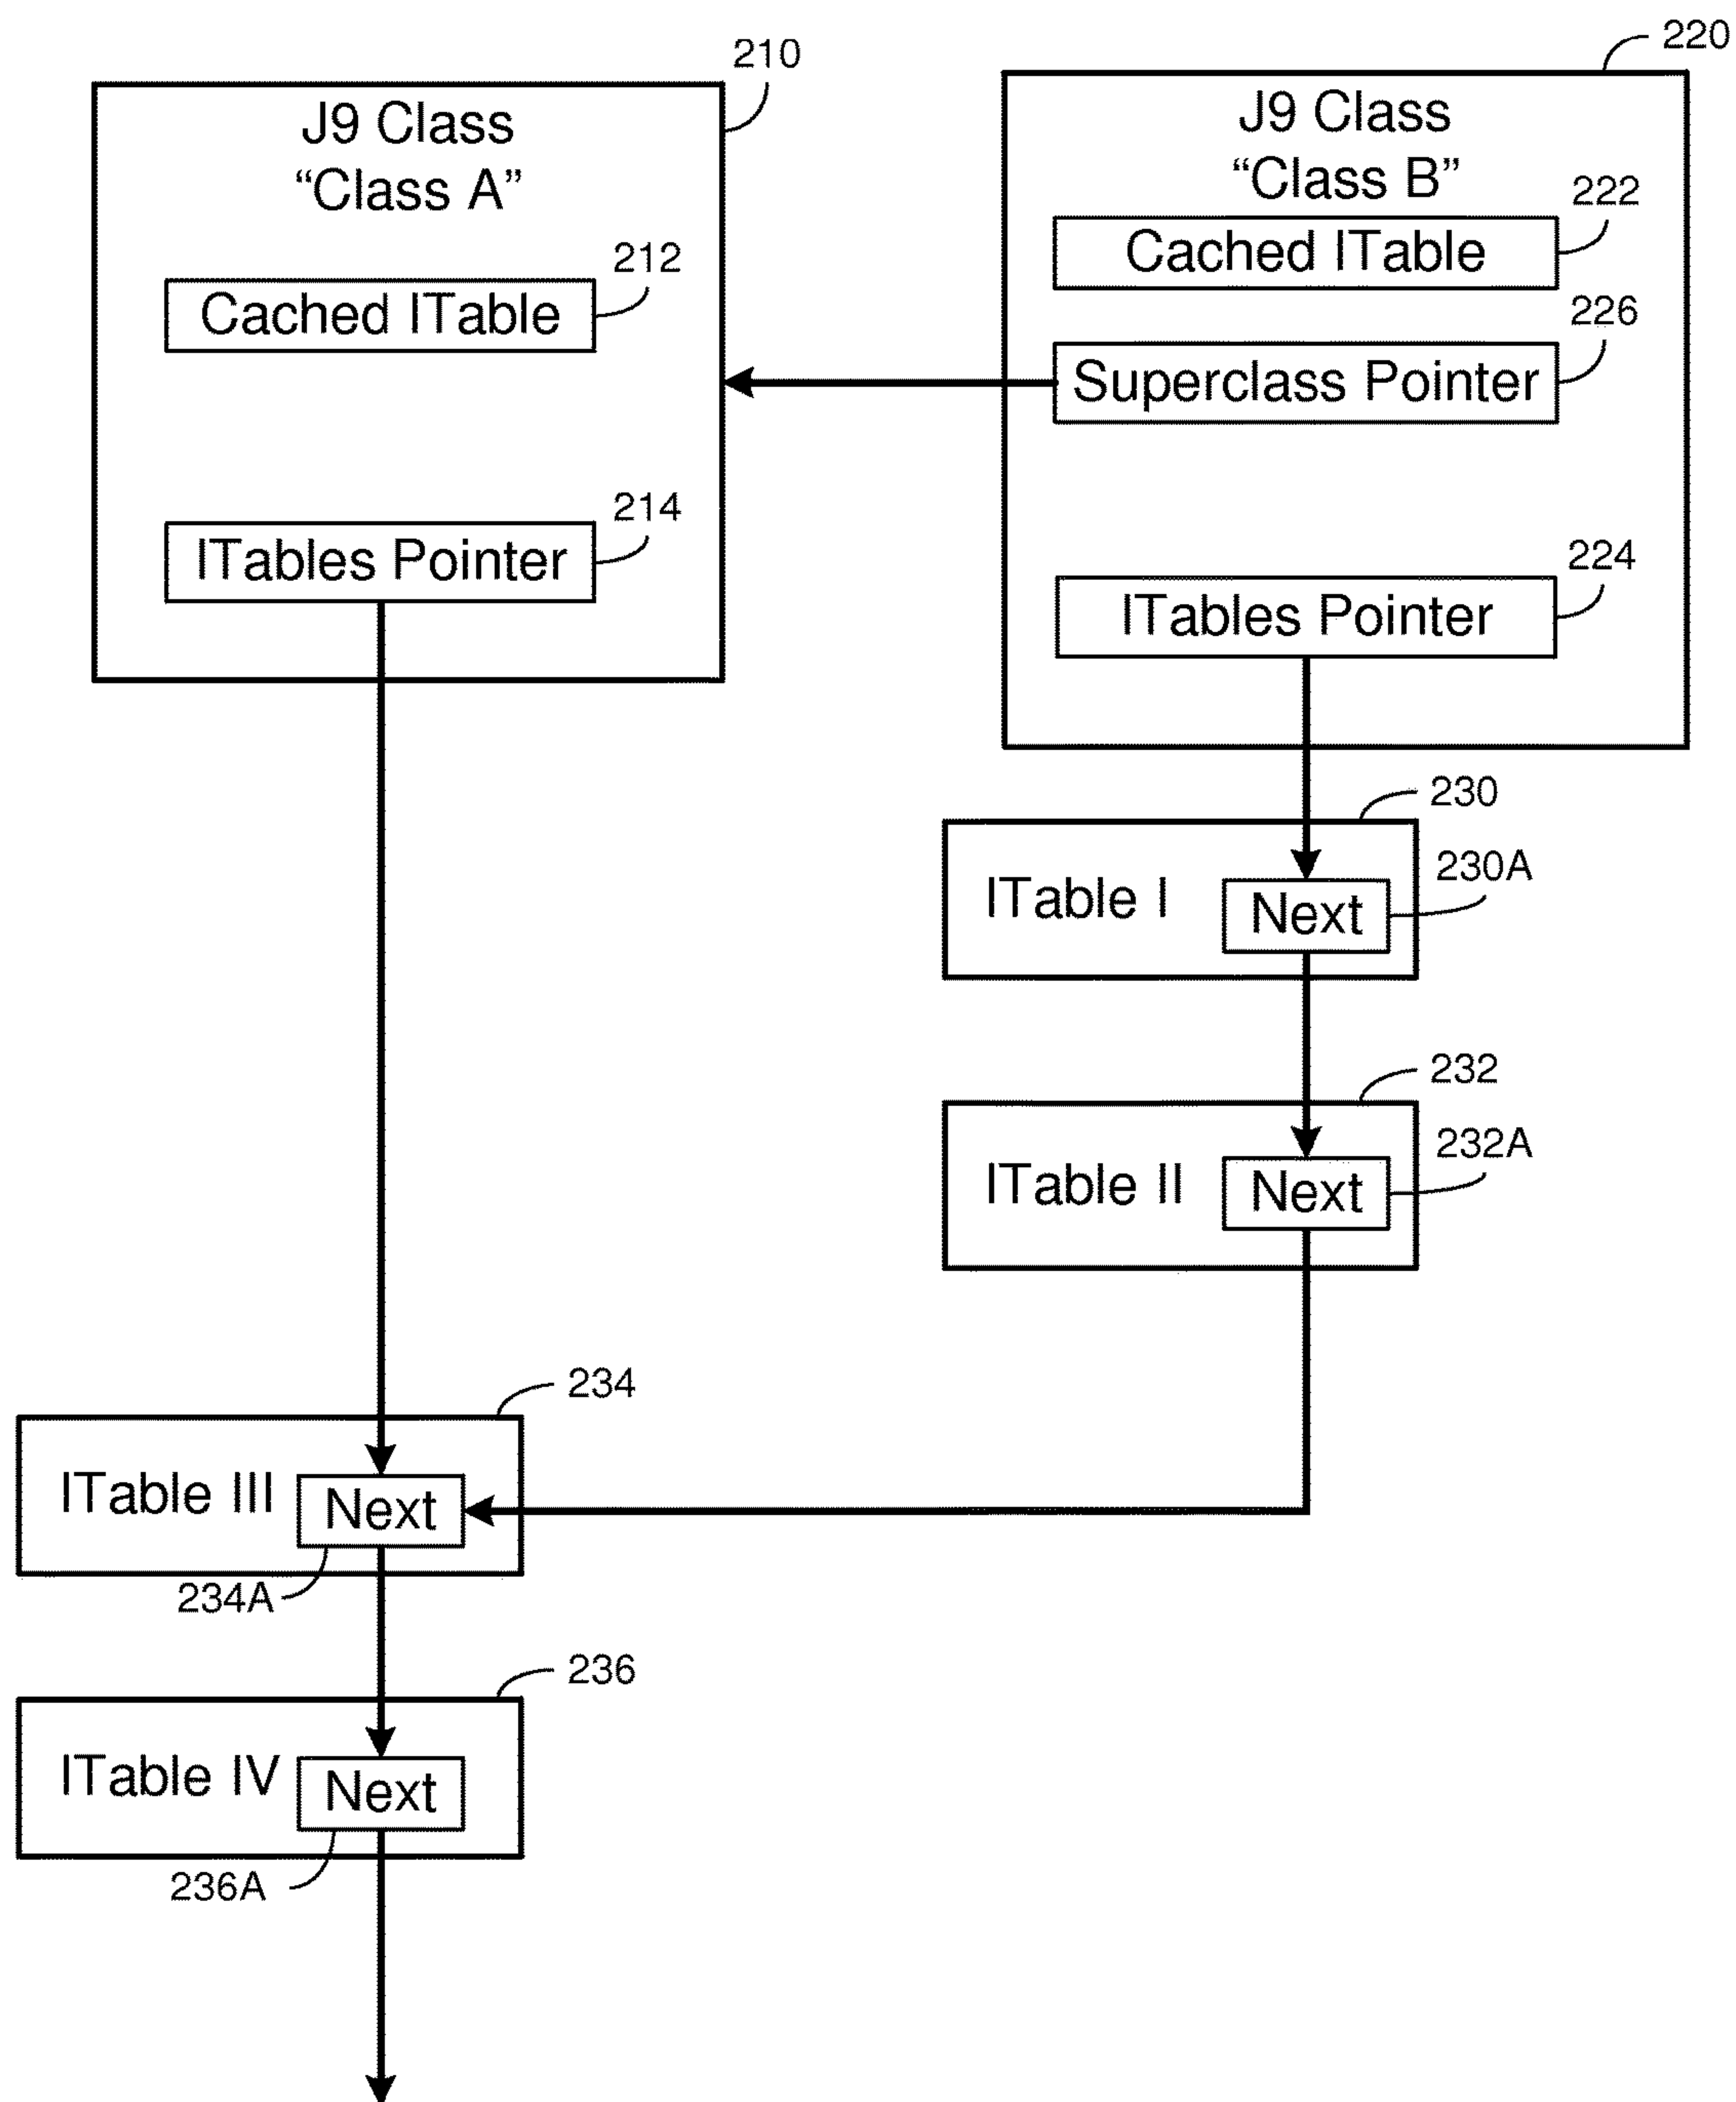 210
J9 Class
“Class A”
212
Cached ITable
214
ITables Pointer
220
J9 Class
“Class B”
222
Cached ITable
226
Superclass Pointer
224
ITables Pointer
230
ITable I
Next
230A
232
ITable II
Next
232A
234
ITable III
Next
234A
236
ITable IV
Next
236A